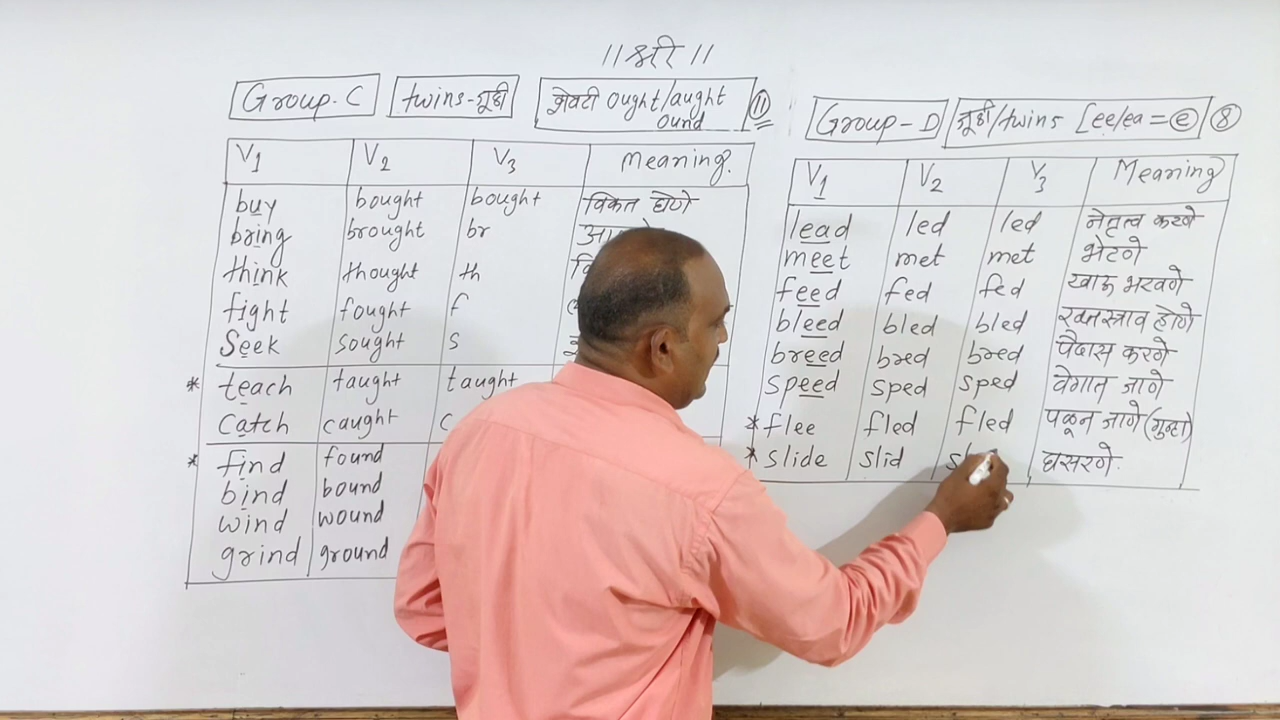 ॥ श्री ॥
Group-C twins-जूडी शेवटी ought/aught ound 11
V1 V2 V3 Meaning.
buy bought bought विकत घेणे
bring brought br
think thought th
fight fought f
Seek sought s
* teach taught taught
Catch caught c
* find found
bind bound
wind wound
grind ground
Group-D जूडी/twins [ee/ea = e 8
V1 V2 V3 Meaning
lead led led नेतृत्व करणे
meet met met भेटणे
feed fed fed खाऊ भरवणे
bleed bled bled रक्तस्त्राव होणे
breed bred bred पैदास करणे
speed sped sped वेगात जाणे
* flee fled fled पळून जाणे (गुन्हा)
* slide slid घसरणे